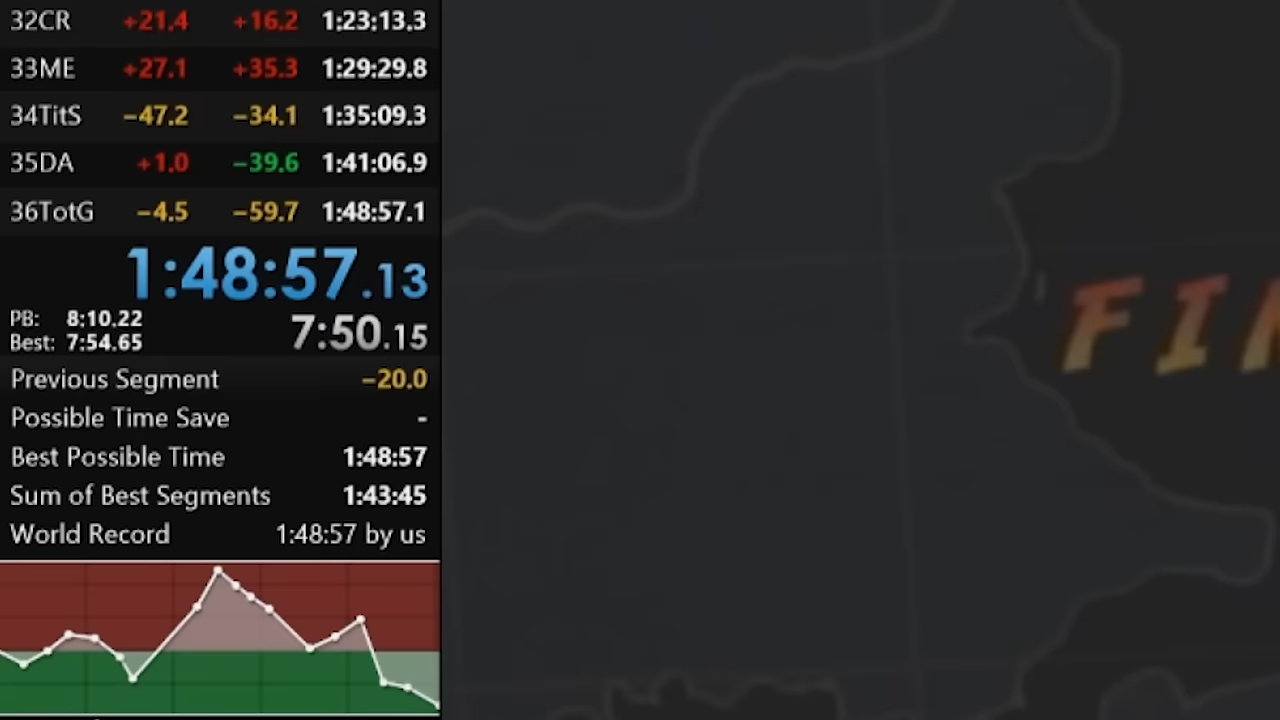 32CR +21.4 +16.2 1:23:13.3
33ME +27.1 +35.3 1:29:29.8
34TitS −47.2 −34.1 1:35:09.3
35DA +1.0 −39.6 1:41:06.9
36TotG −4.5 −59.7 1:48:57.1
1:48:57.13
PB: 8:10.22
Best: 7:54.65
7:50.15
Previous Segment −20.0
Possible Time Save -
Best Possible Time 1:48:57
Sum of Best Segments 1:43:45
World Record 1:48:57 by us
FI